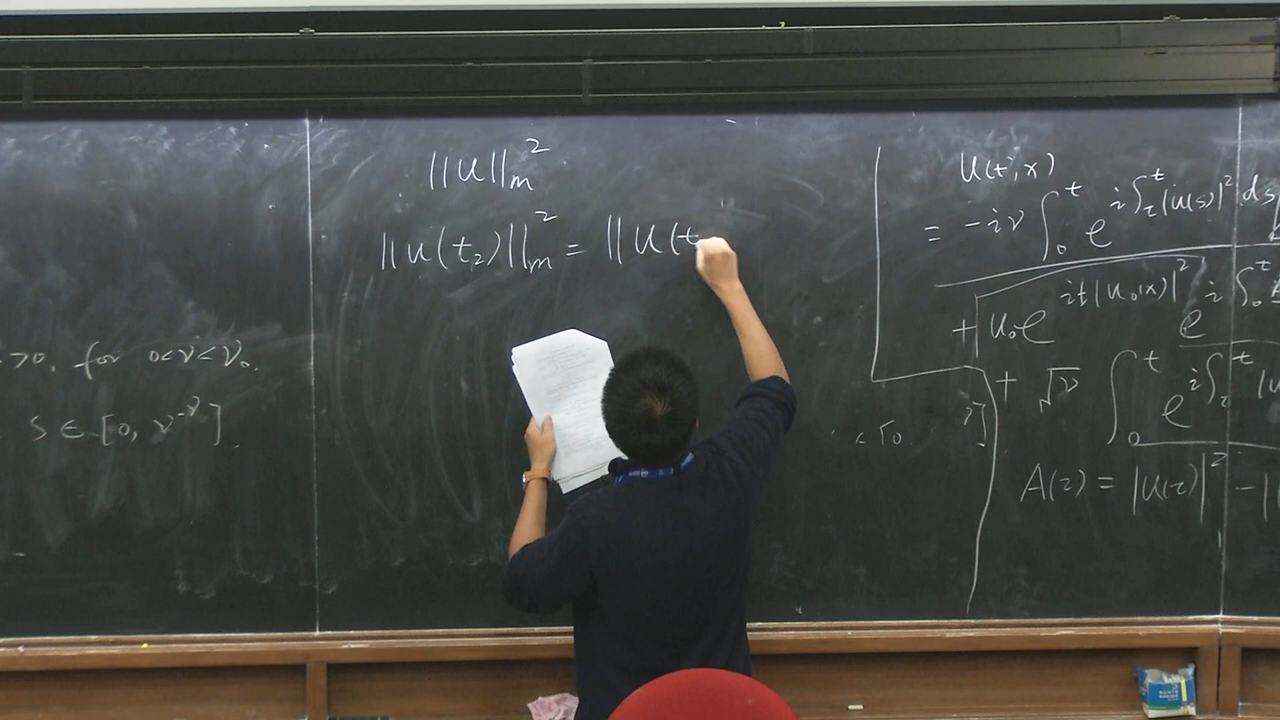 >0, for 0<ν<ν₀.
S ∈ [0, ν⁻ᵞ].
||u||ₘ²
||u(t₂)||ₘ² = ||u(t
u(t,x)
= -iν ∫₀ᵗ e^{i∫_τ^t |u(s)|² ds
+ u₀e^{it|u₀(x)|²} e^{i∫₀ᵗ
+ √ν ∫₀ᵗ e^{i∫_τ^t |u
A(τ) = |u(τ)|² - |